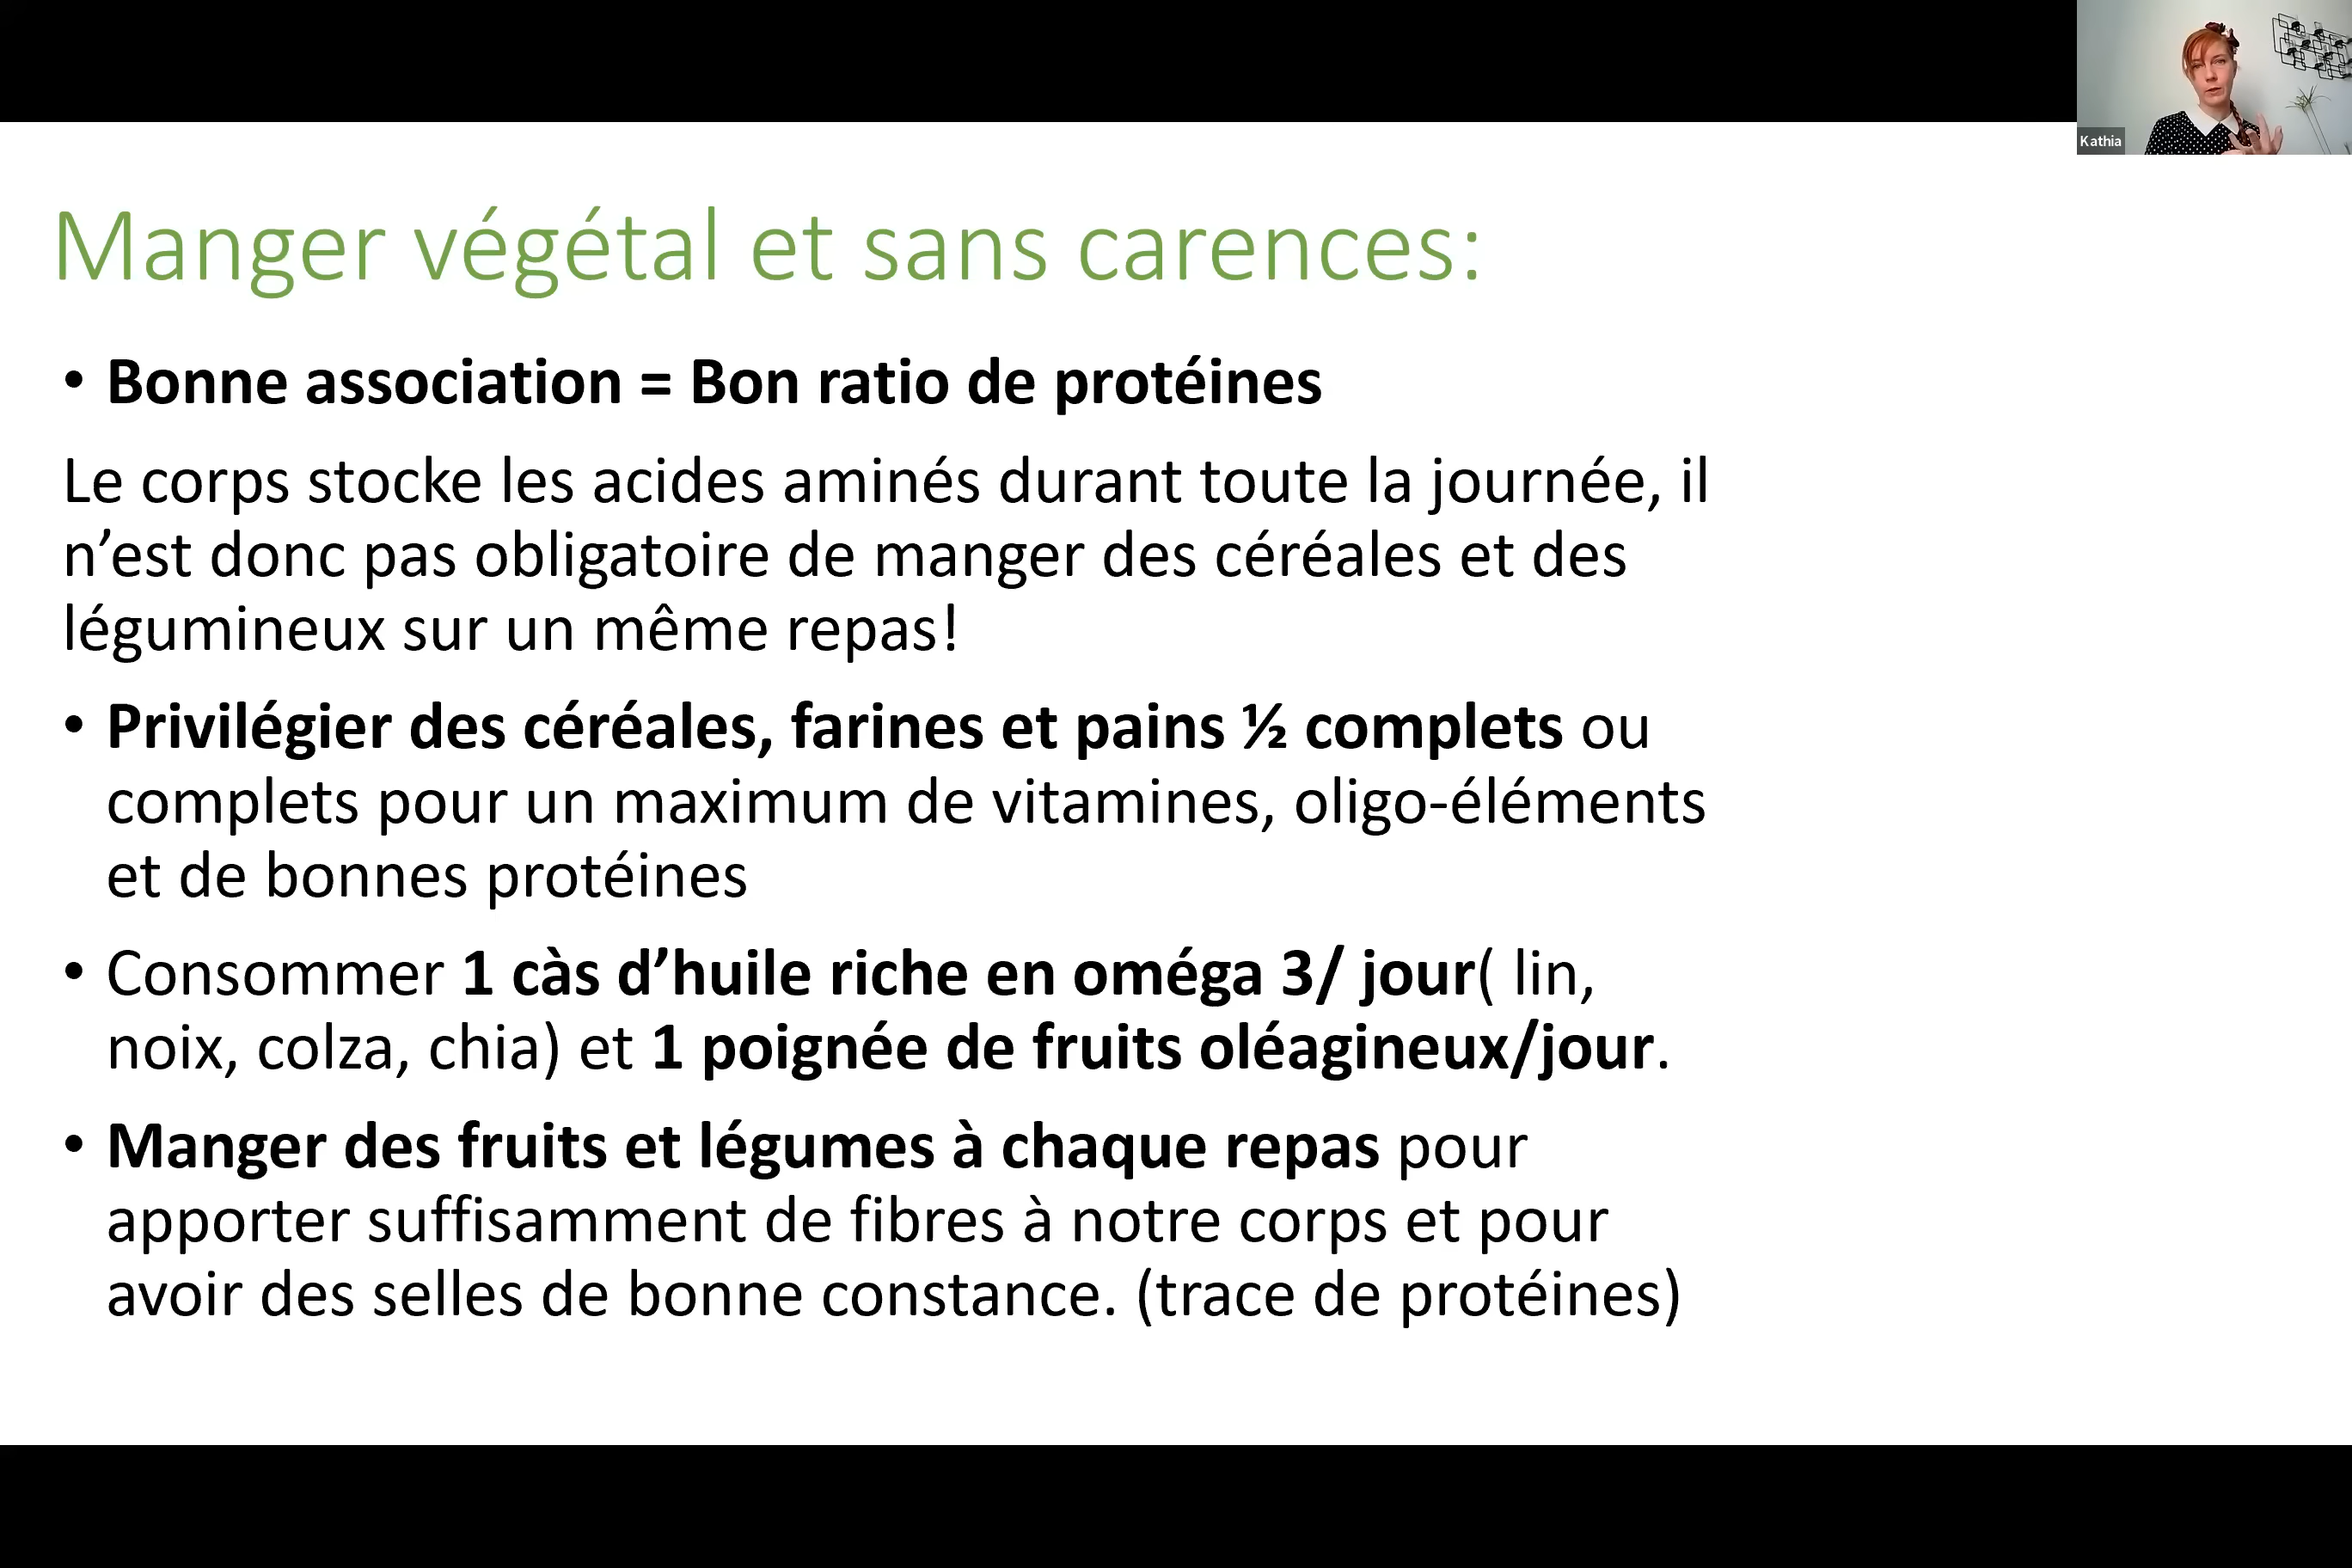 Kathia
Manger végétal et sans carences:
• Bonne association = Bon ratio de protéines
Le corps stocke les acides aminés durant toute la journée, il
n’est donc pas obligatoire de manger des céréales et des
légumineux sur un même repas!
• Privilégier des céréales, farines et pains ½ complets ou
complets pour un maximum de vitamines, oligo-éléments
et de bonnes protéines
• Consommer 1 càs d’huile riche en oméga 3/ jour( lin,
noix, colza, chia) et 1 poignée de fruits oléagineux/jour.
• Manger des fruits et légumes à chaque repas pour
apporter suffisamment de fibres à notre corps et pour
avoir des selles de bonne constance. (trace de protéines)